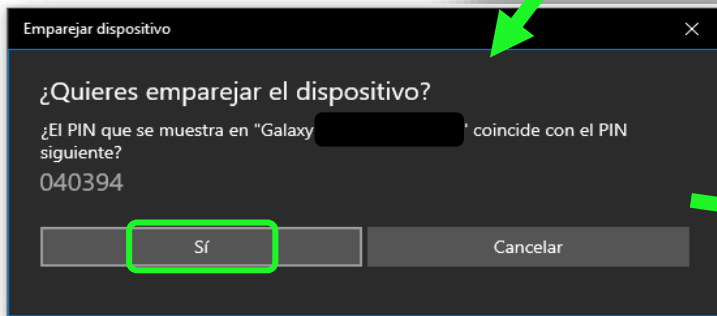 Emparejar dispositivo
¿Quieres emparejar el dispositivo?
¿El PIN que se muestra en "Galaxy ' coincide con el PIN
siguiente?
040394
Sí
Cancelar